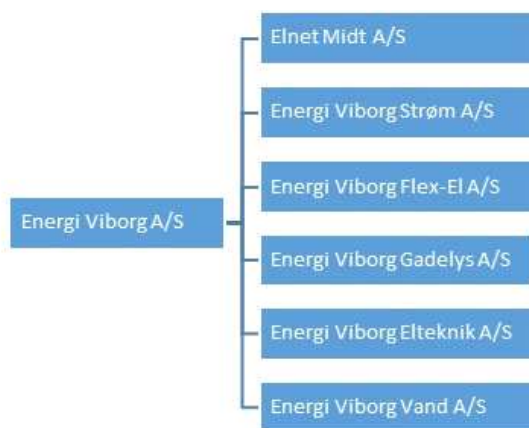 Elnet Midt A/S
Energi Viborg Strøm A/S
Energi Viborg Flex-El A/S
Energi Viborg A/S
Energi Viborg Gadelys A/S
Energi Viborg Elteknik A/S
Energi Viborg Vand A/S